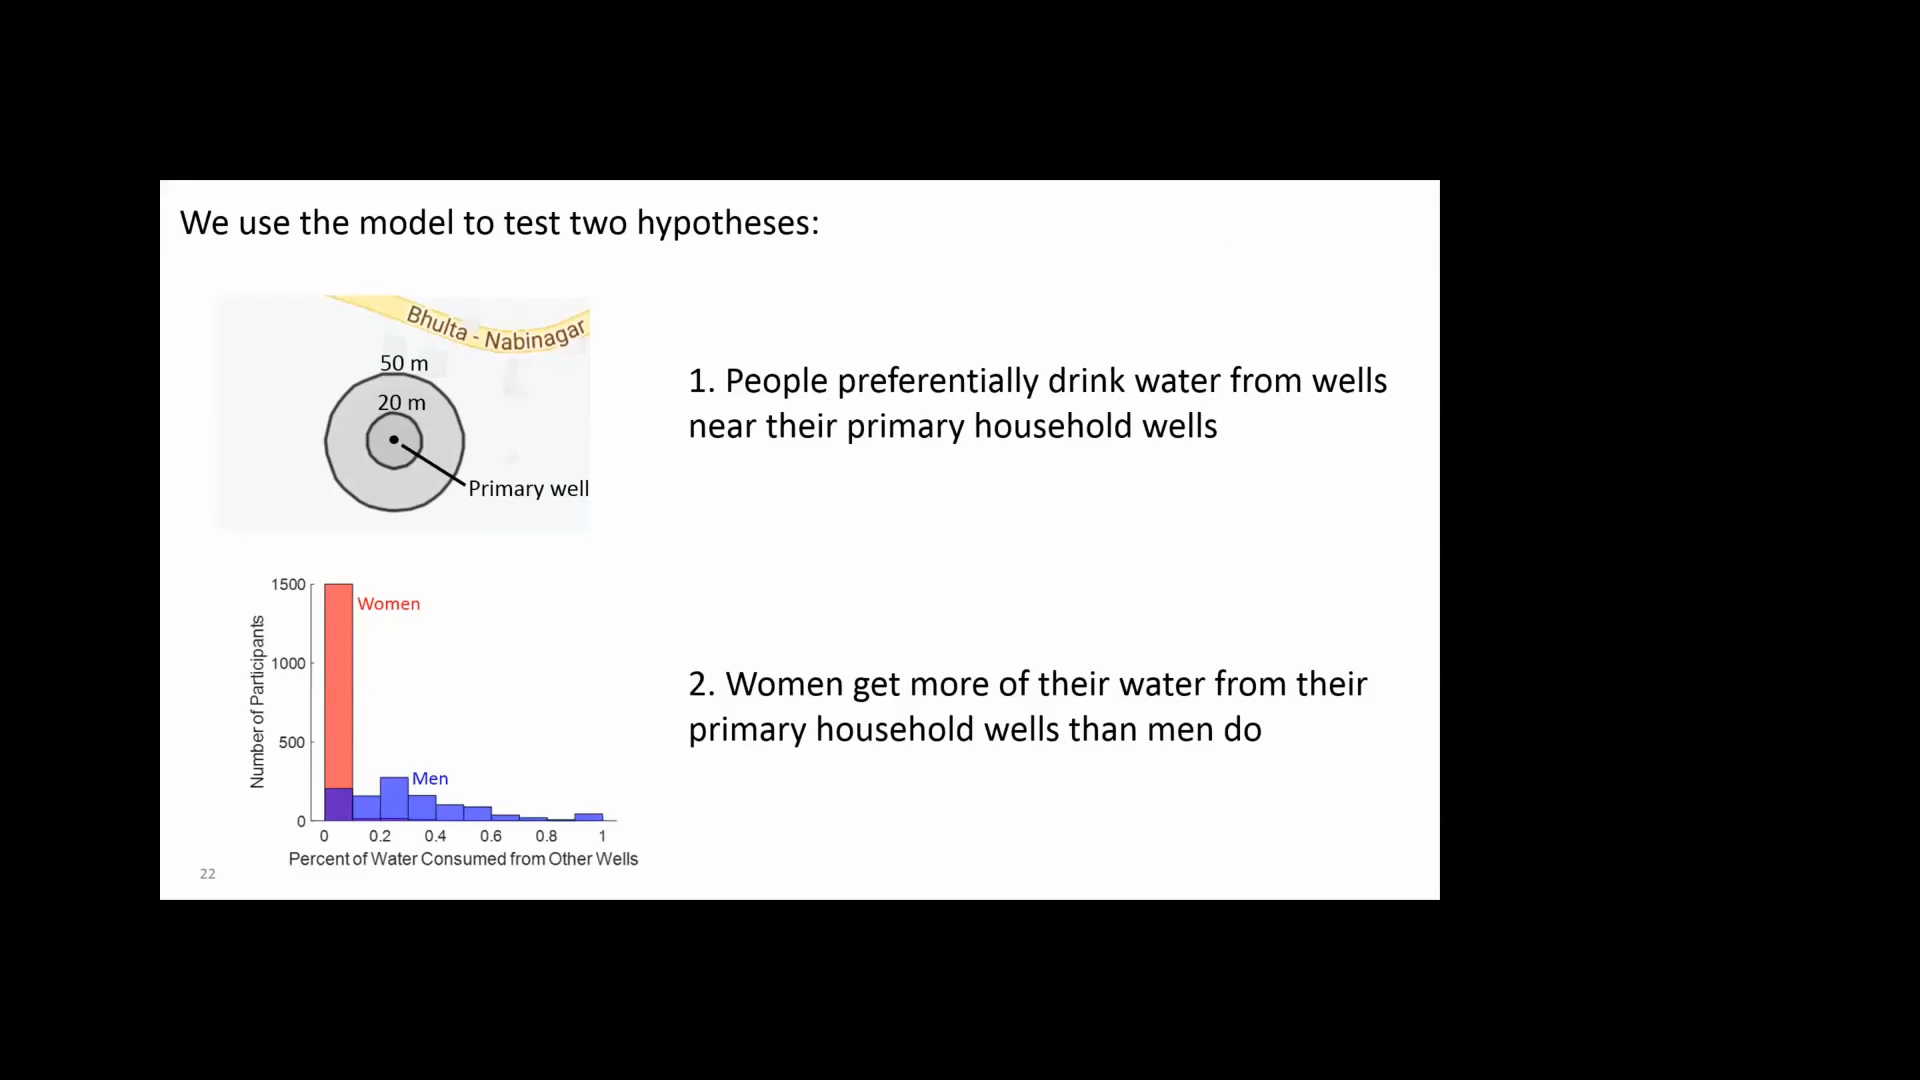 We use the model to test two hypotheses:
Bhulta - Nabinagar
50 m
20 m
Primary well
1. People preferentially drink water from wells
near their primary household wells
1500
1000
500
0
Number of Participants
Women
Men
0 0.2 0.4 0.6 0.8 1
Percent of Water Consumed from Other Wells
2. Women get more of their water from their
primary household wells than men do
22